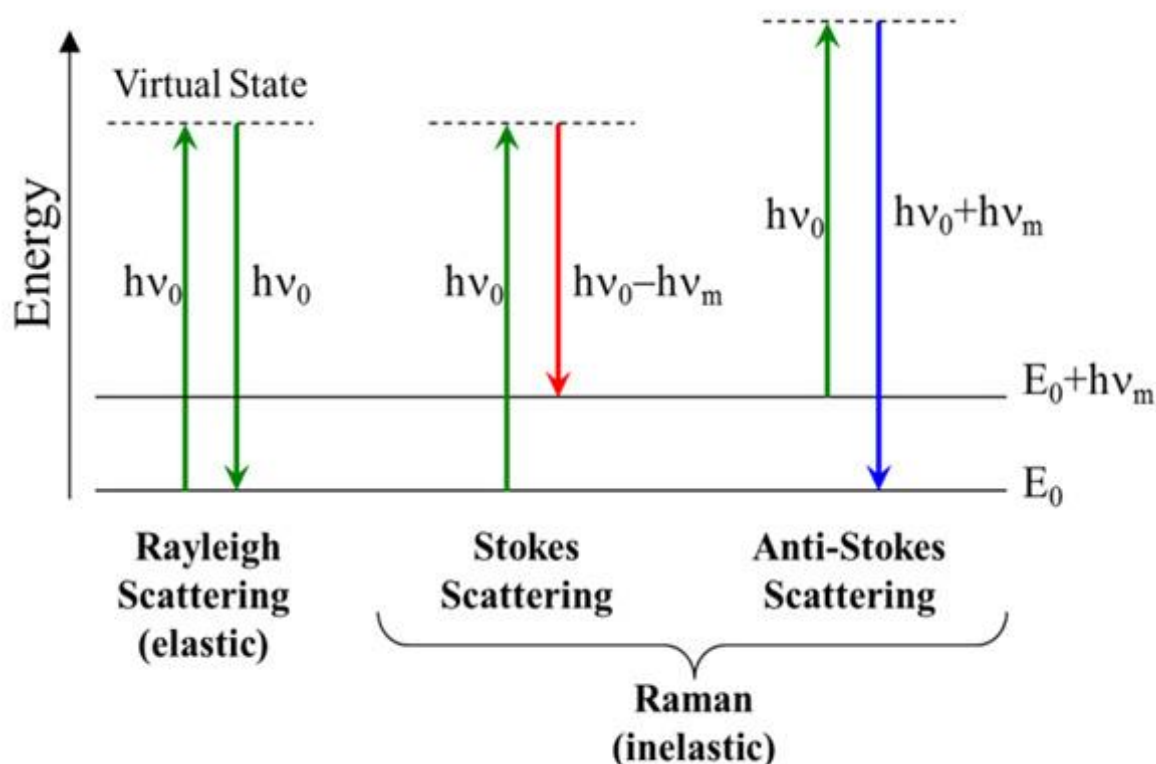 Energy
Virtual State
hν₀
hν₀
hν₀
hν₀–hνₘ
hν₀
hν₀+hνₘ
E₀+hνₘ
E₀
Rayleigh
Scattering
(elastic)
Stokes
Scattering
Anti-Stokes
Scattering
Raman
(inelastic)